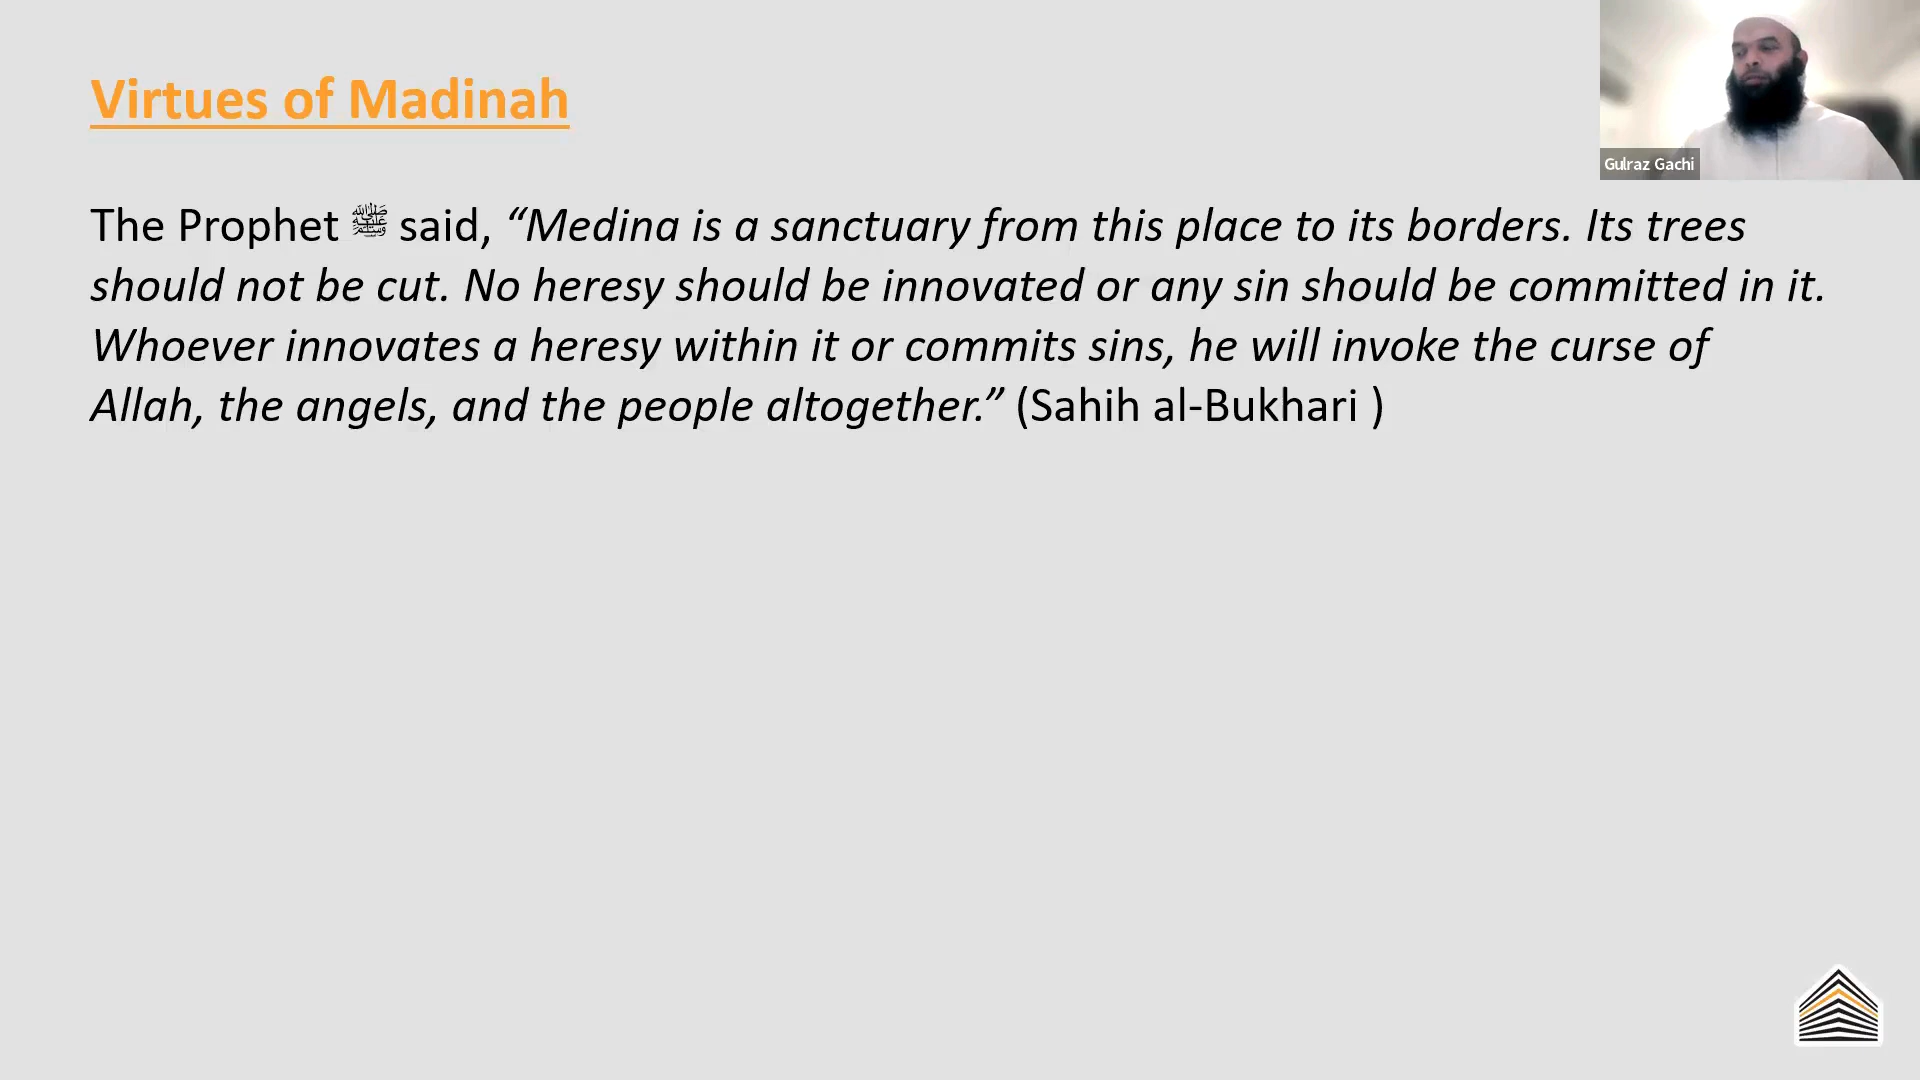 Virtues of Madinah
Gulraz Gachi
The Prophet ﷺ said, “Medina is a sanctuary from this place to its borders. Its trees
should not be cut. No heresy should be innovated or any sin should be committed in it.
Whoever innovates a heresy within it or commits sins, he will invoke the curse of
Allah, the angels, and the people altogether.” (Sahih al-Bukhari )